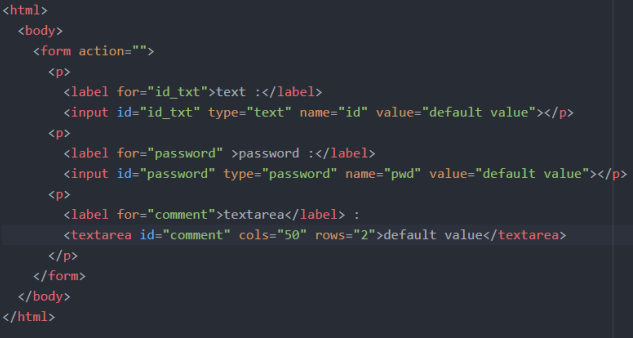 <html>
<body>
<form action="">
<p>
<label for="id_txt">text :</label>
<input id="id_txt" type="text" name="id" value="default value"></p>
<p>
<label for="password" >password :</label>
<input id="password" type="password" name="pwd" value="default value"></p>
<p>
<label for="comment">textarea</label> :
<textarea id="comment" cols="50" rows="2">default value</textarea>
</p>
</form>
</body>
</html>